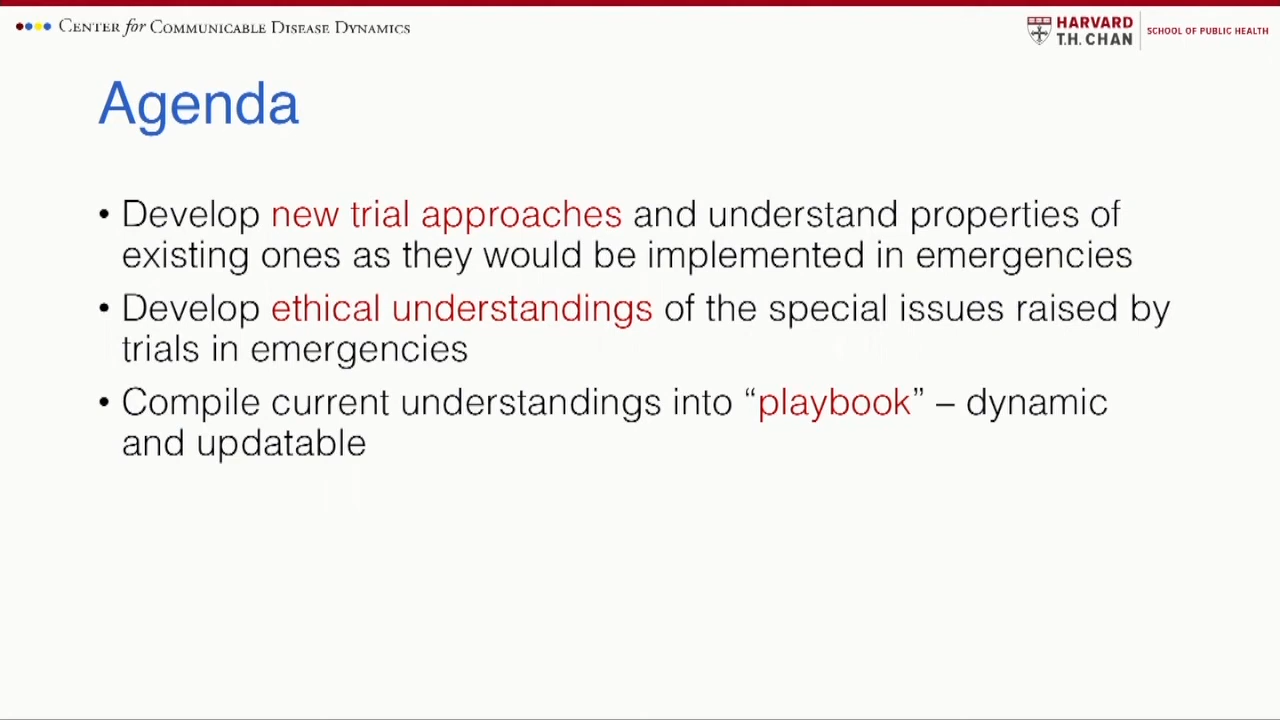 CENTER for COMMUNICABLE DISEASE DYNAMICS
HARVARD
T.H. CHAN
SCHOOL OF PUBLIC HEALTH
Agenda
• Develop new trial approaches and understand properties of
existing ones as they would be implemented in emergencies
• Develop ethical understandings of the special issues raised by
trials in emergencies
• Compile current understandings into “playbook” – dynamic
and updatable